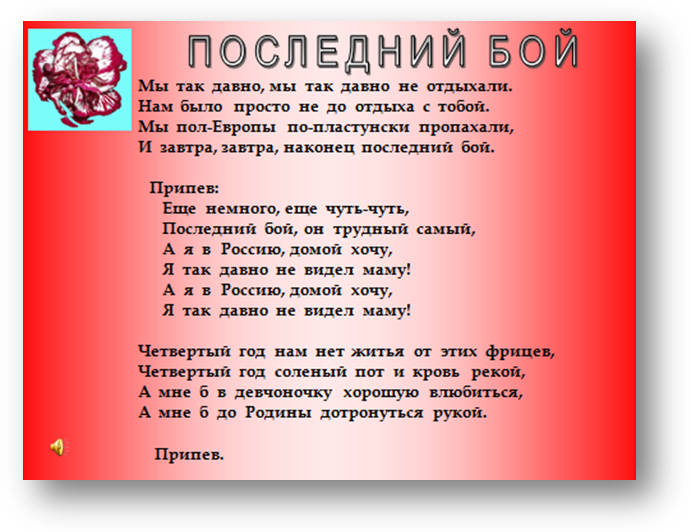 ПОСЛЕДНИЙ БОЙ
Мы так давно, мы так давно не отдыхали.
Нам было просто не до отдыха с тобой.
Мы пол-Европы по-пластунски пропахали,
И завтра, завтра, наконец последний бой.
Припев:
Еще немного, еще чуть-чуть,
Последний бой, он трудный самый,
А я в Россию, домой хочу,
Я так давно не видел маму!
А я в Россию, домой хочу,
Я так давно не видел маму!
Четвертый год нам нет житья от этих фрицев,
Четвертый год соленый пот и кровь рекой,
А мне б в девчоночку хорошую влюбиться,
А мне б до Родины дотронуться рукой.
Припев.